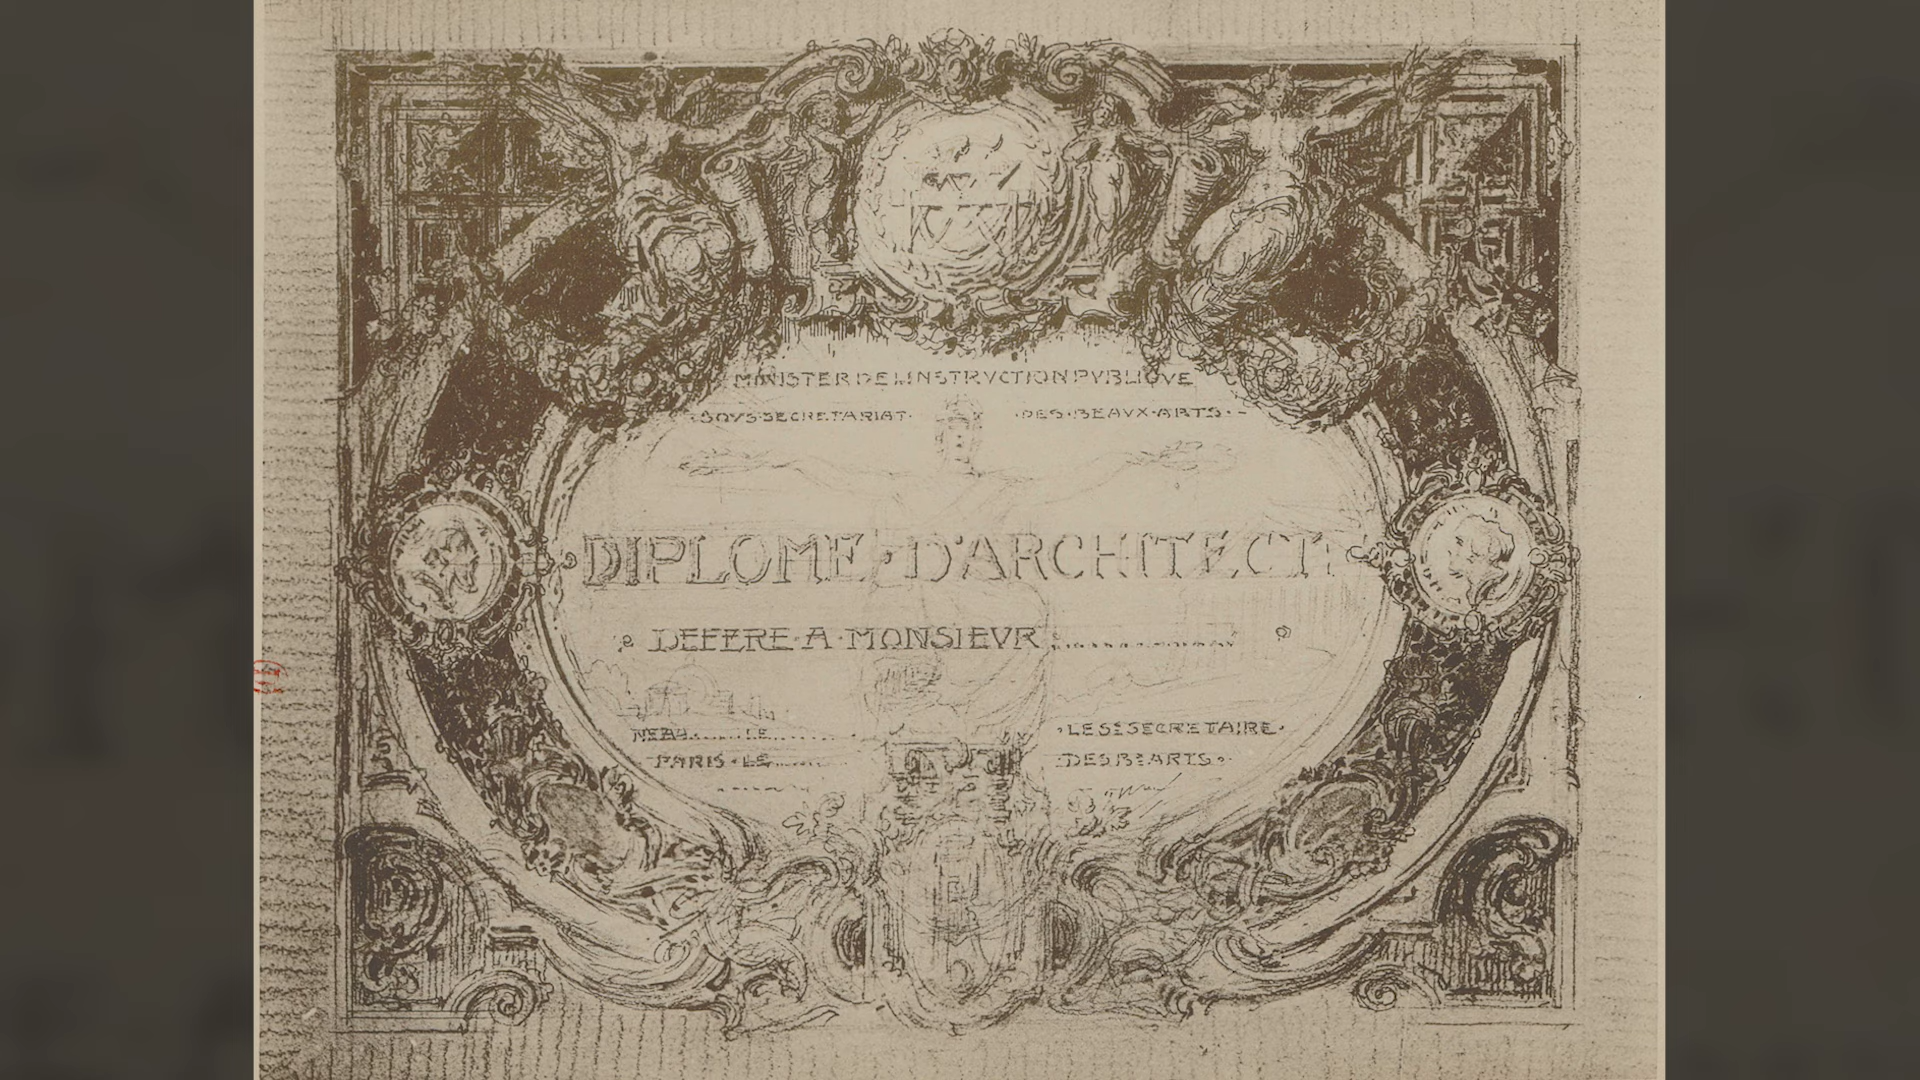 MINISTER DE L'INSTRVCTION PVBLIQVE
·SOVS·SECRETARIAT· ·DES·BEAVX·ARTS·
DIPLOME·D'ARCHITECT
DEFERE·A·MONSIEVR
NE A LE
·LE SS SECRETAIRE·
PARIS·LE
DES B ARTS·